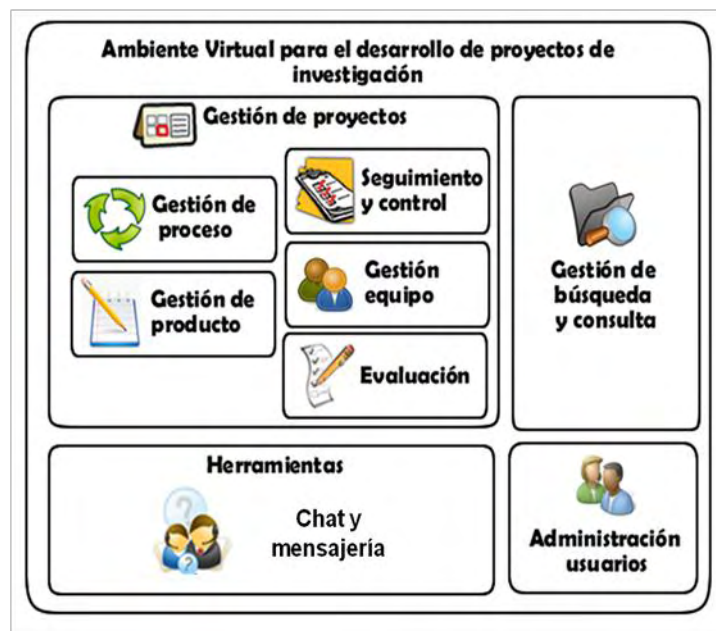 Ambiente Virtual para el desarrollo de proyectos de
investigación
Gestión de proyectos
Gestión de
proceso
Gestión de
producto
Seguimiento
y control
Gestión
equipo
Evaluación
Gestión de
búsqueda
y consulta
Herramientas
Chat y
mensajería
Administración
usuarios